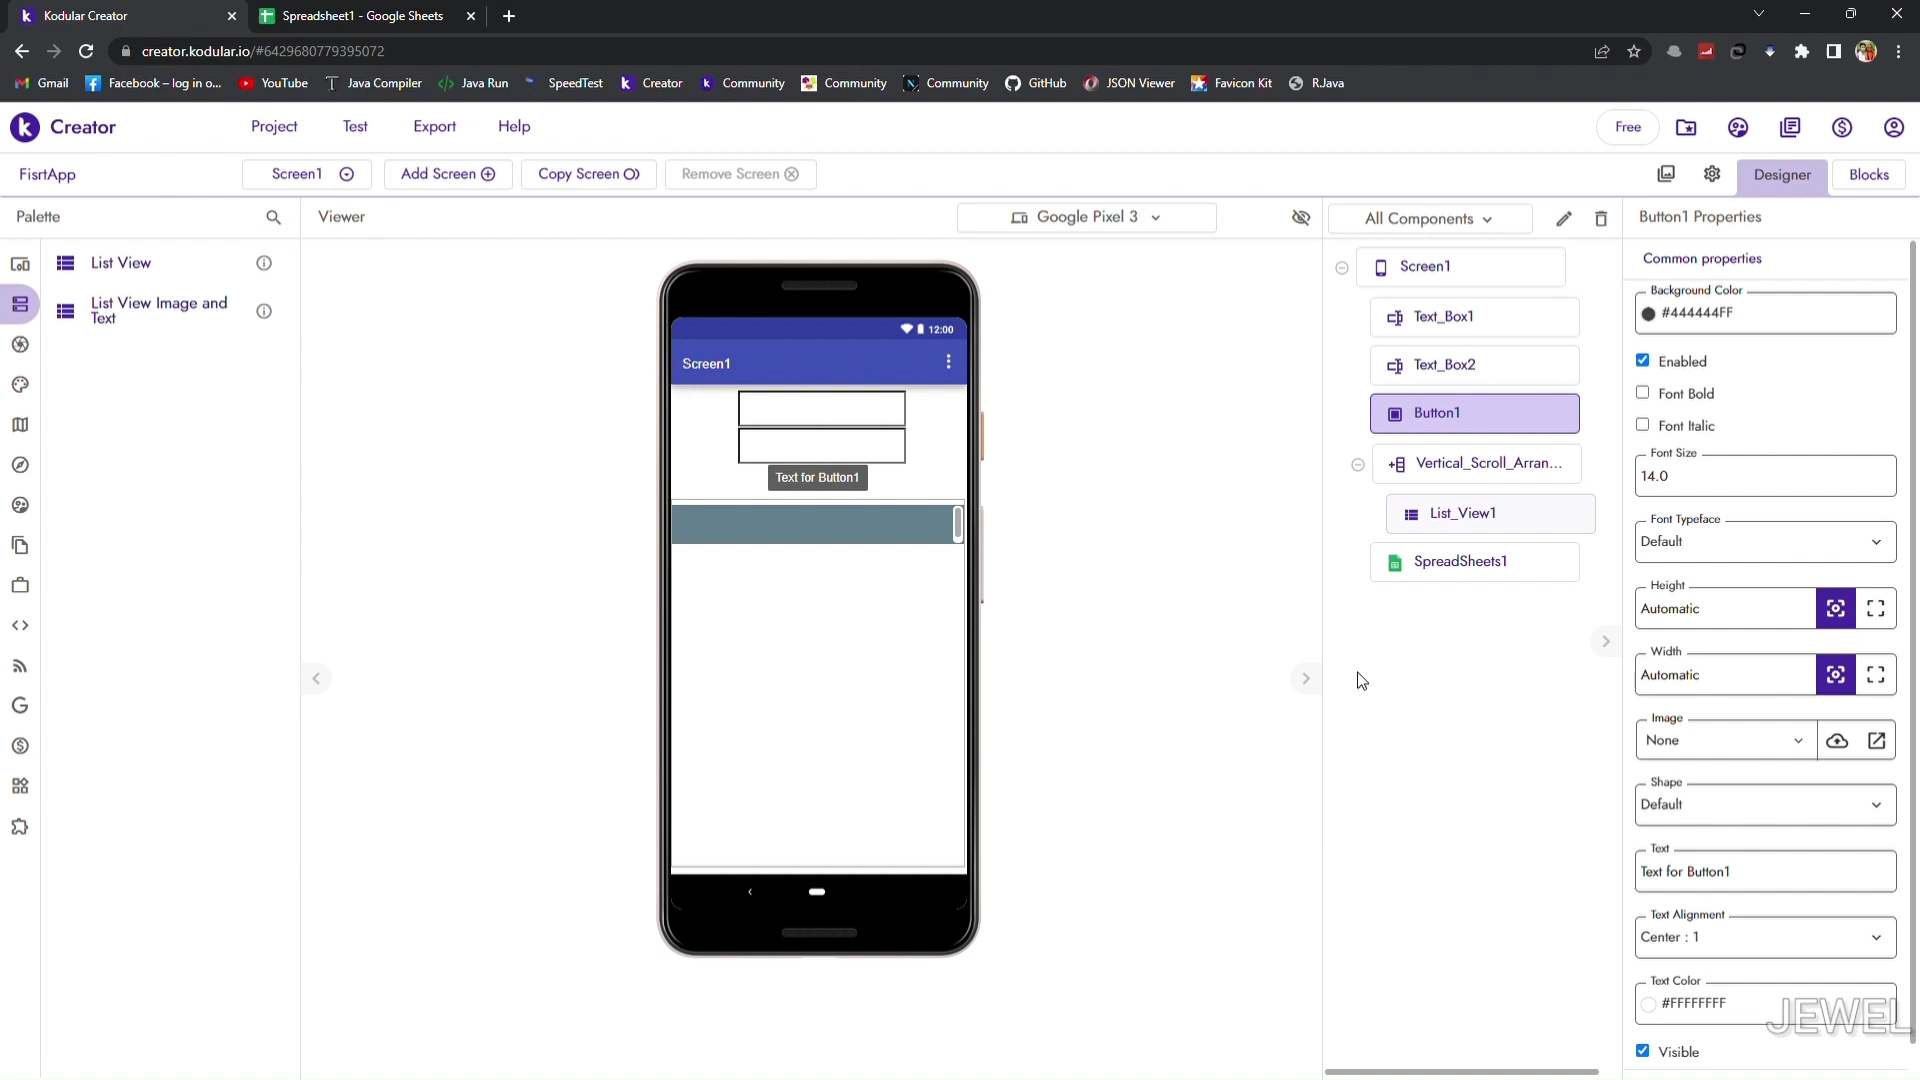 Kodular Creator
Spreadsheet1 - Google Sheets
creator.kodular.io/#6429680779395072
Gmail
Facebook – log in o...
YouTube
Java Compiler
Java Run
SpeedTest
Creator
Community
Community
Community
GitHub
JSON Viewer
Favicon Kit
RJava
Creator
Project
Test
Export
Help
Free
FisrtApp
Screen1
Add Screen
Copy Screen
Remove Screen
Designer
Blocks
Palette
Viewer
Google Pixel 3
All Components
Button1 Properties
List View
List View Image and
Text
12:00
Screen1
Text for Button1
Screen1
Text_Box1
Text_Box2
Button1
Vertical_Scroll_Arran...
List_View1
SpreadSheets1
Common properties
Background Color
#444444FF
Enabled
Font Bold
Font Italic
Font Size
14.0
Font Typeface
Default
Height
Automatic
Width
Automatic
Image
None
Shape
Default
Text
Text for Button1
Text Alignment
Center : 1
Text Color
#FFFFFFFF
Visible
JEWEL